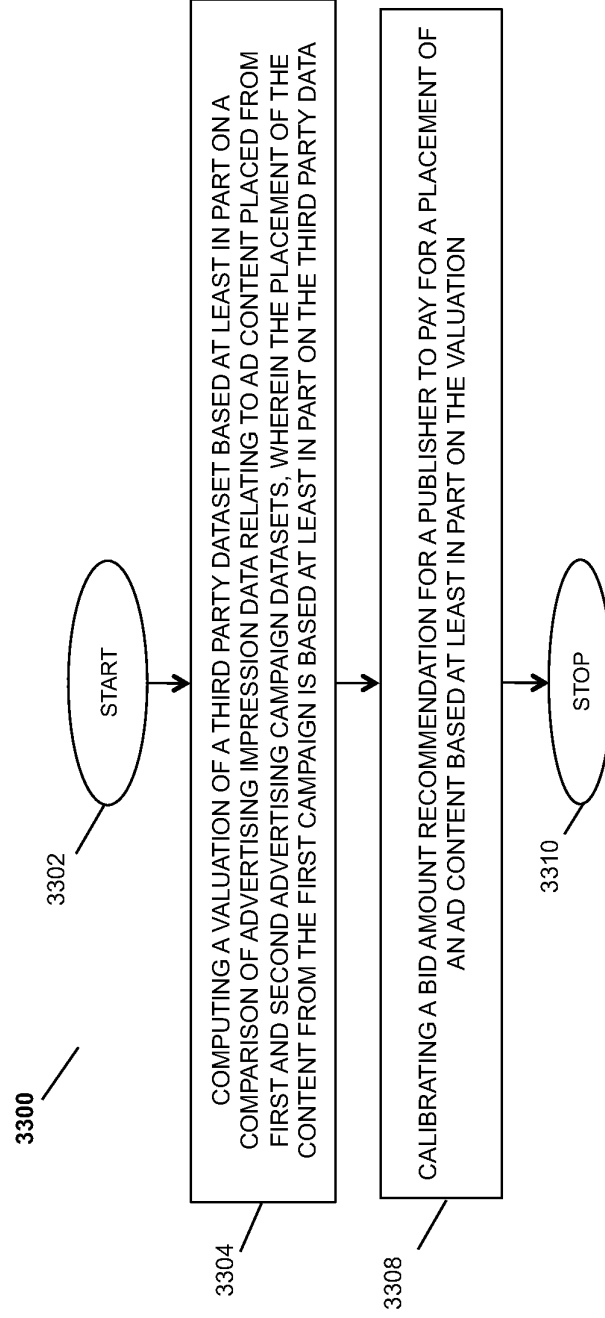 3300
3302
START
3304
COMPUTING A VALUATION OF A THIRD PARTY DATASET BASED AT LEAST IN PART ON A
COMPARISON OF ADVERTISING IMPRESSION DATA RELATING TO AD CONTENT PLACED FROM
FIRST AND SECOND ADVERTISING CAMPAIGN DATASETS, WHEREIN THE PLACEMENT OF THE
CONTENT FROM THE FIRST CAMPAIGN IS BASED AT LEAST IN PART ON THE THIRD PARTY DATA
3308
CALIBRATING A BID AMOUNT RECOMMENDATION FOR A PUBLISHER TO PAY FOR A PLACEMENT OF
AN AD CONTENT BASED AT LEAST IN PART ON THE VALUATION
3310
STOP